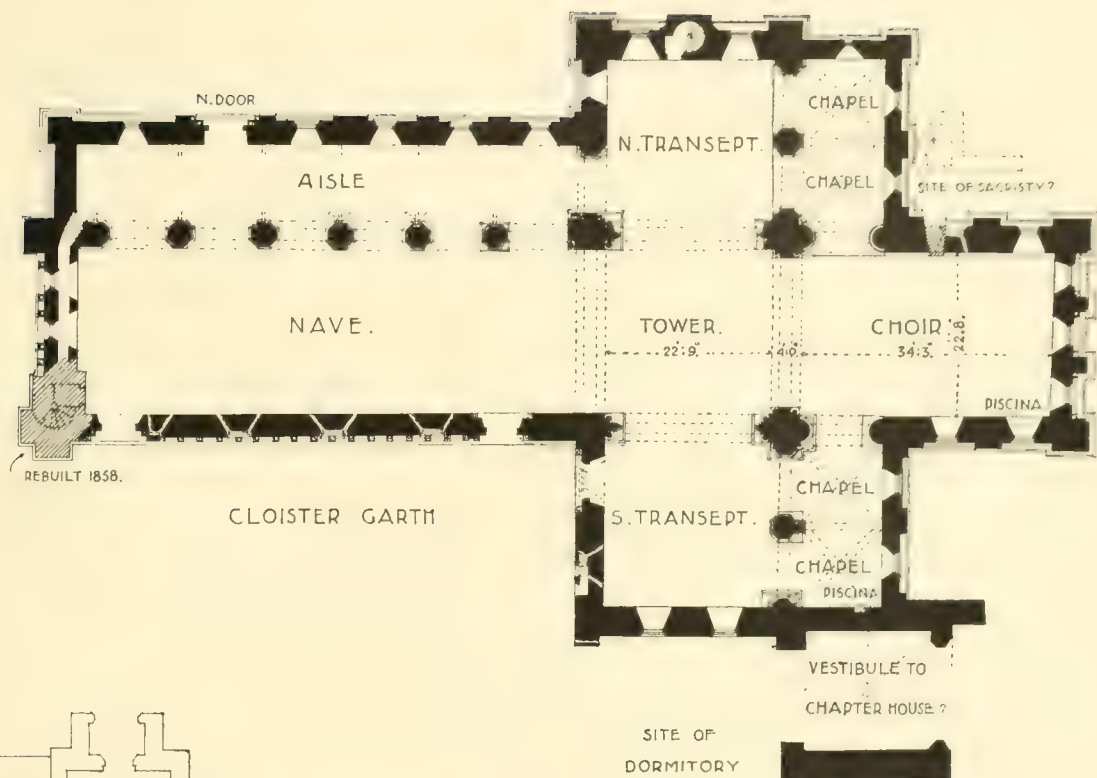 N. DOOR
CHAPEL
N. TRANSEPT.
AISLE
CHAPEL
SITE OF SACRISTY?
NAVE.
TOWER.
CHOIR
22'.9"
4'.0"
34'.3"
22'.8"
PISCINA
REBUILT 1858.
CLOISTER GARTH
CHAPEL
S. TRANSEPT.
CHAPEL
PISCINA
VESTIBULE TO
CHAPTER HOUSE?
SITE OF
DORMITORY